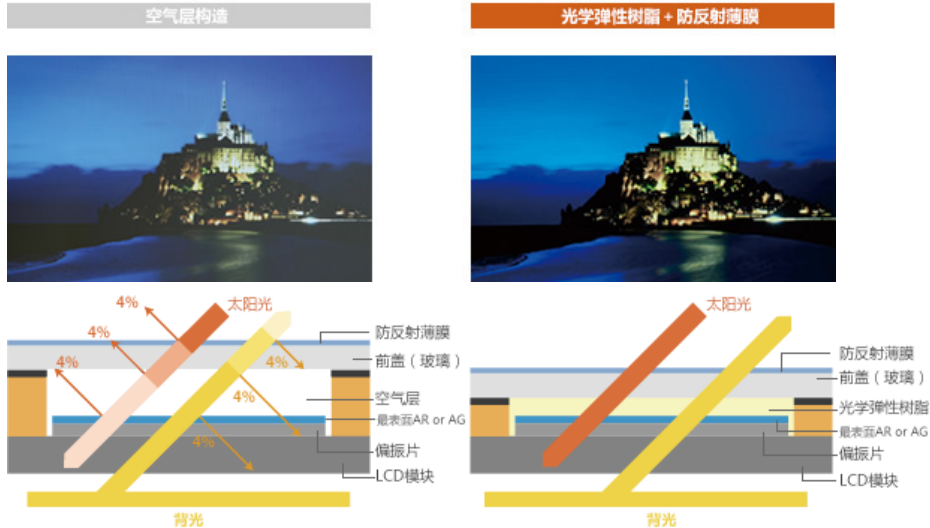 空气层构造
光学弹性树脂 + 防反射薄膜
太阳光
4%
4%
4%
4%
4%
4%
防反射薄膜
前盖（玻璃）
空气层
最表面AR or AG
偏振片
LCD模块
背光
太阳光
防反射薄膜
前盖（玻璃）
光学弹性树脂
最表面AR or AG
偏振片
LCD模块
背光